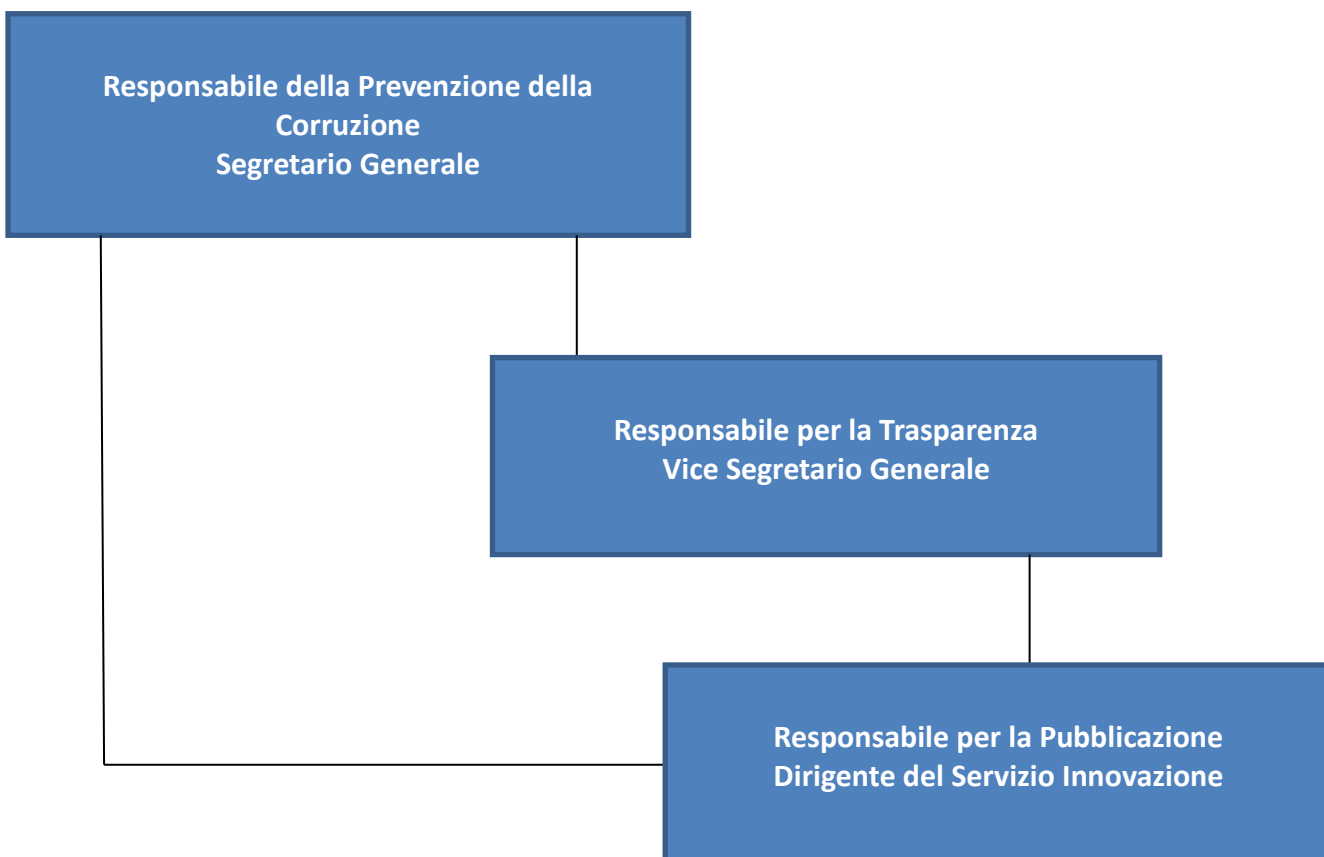 Responsabile della Prevenzione della
Corruzione
Segretario Generale
Responsabile per la Trasparenza
Vice Segretario Generale
Responsabile per la Pubblicazione
Dirigente del Servizio Innovazione